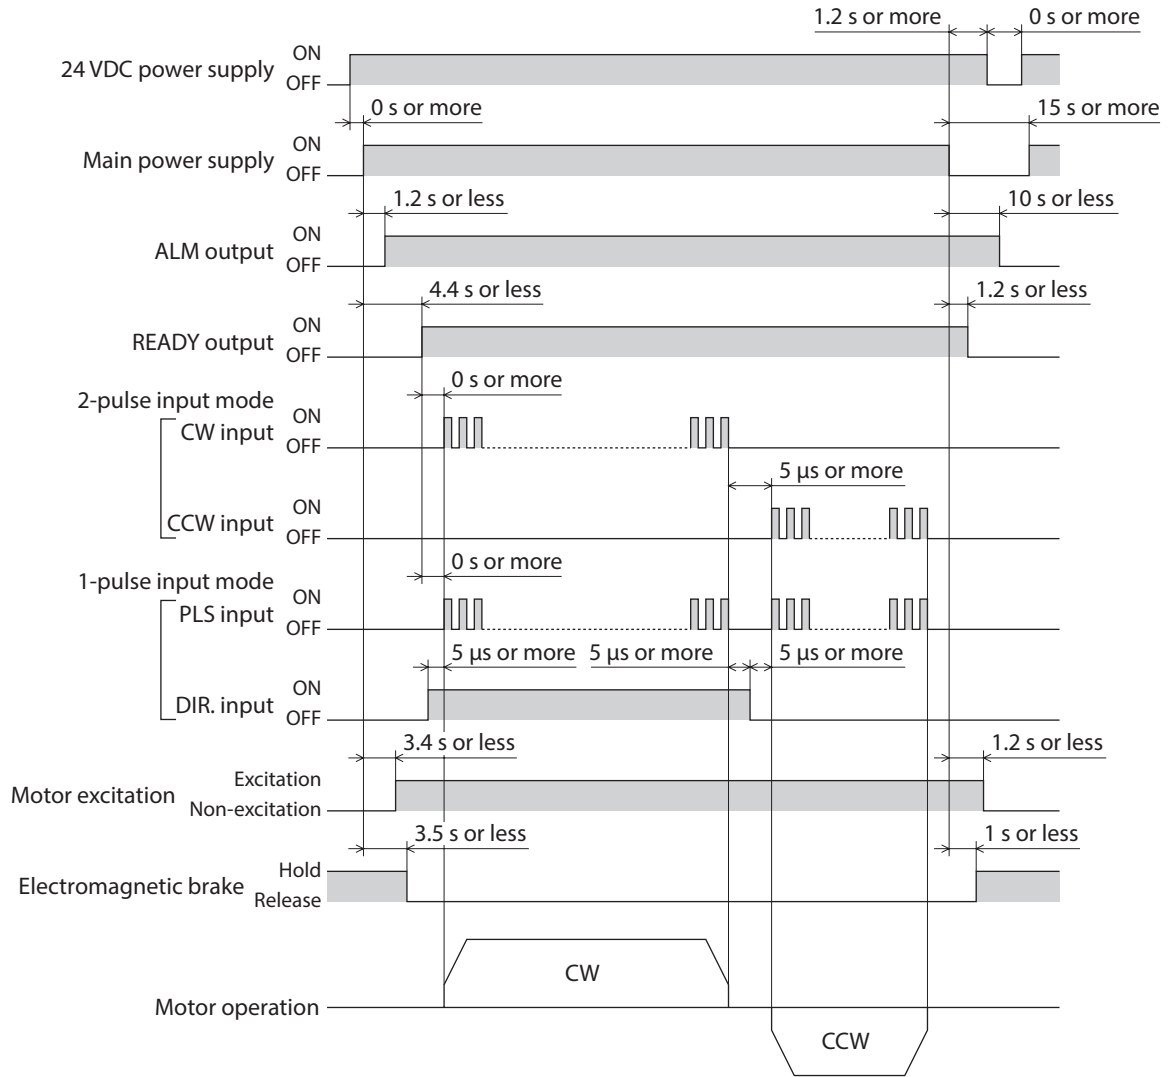 1.2 s or more 0 s or more
24 VDC power supply ON
OFF
0 s or more 15 s or more
Main power supply ON
OFF
1.2 s or less 10 s or less
ALM output ON
OFF
4.4 s or less 1.2 s or less
READY output ON
OFF
0 s or more
2-pulse input mode
CW input ON
OFF
5 µs or more
CCW input ON
OFF
0 s or more
1-pulse input mode
PLS input ON
OFF
5 µs or more 5 µs or more 5 µs or more
DIR. input ON
OFF
3.4 s or less 1.2 s or less
Motor excitation Excitation
Non-excitation
3.5 s or less 1 s or less
Electromagnetic brake Hold
Release
CW
Motor operation
CCW